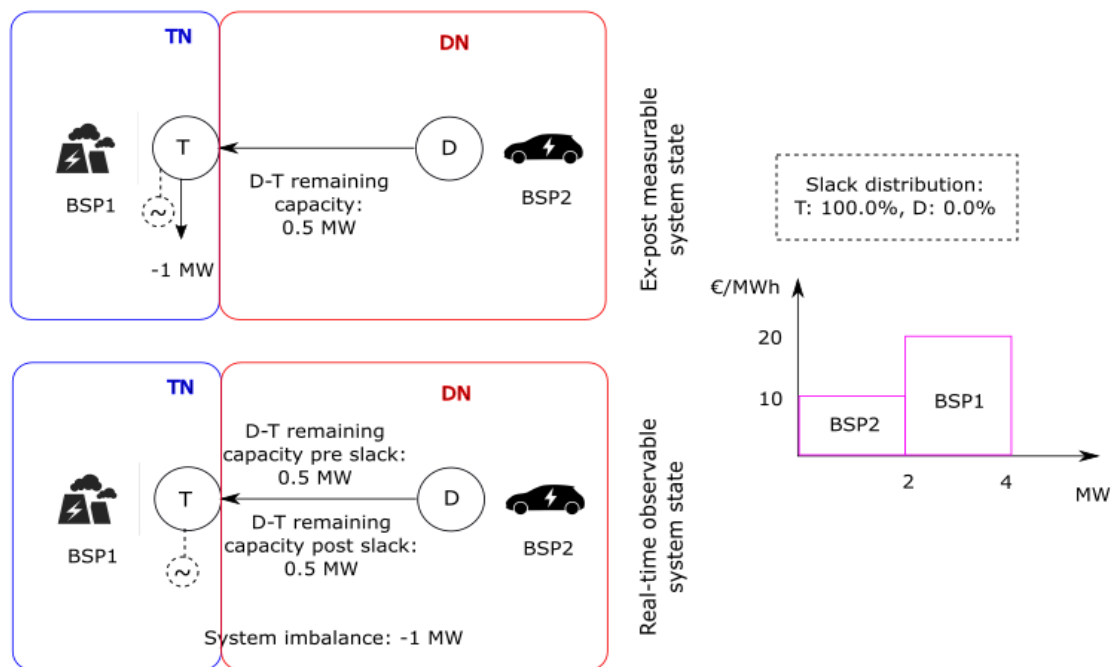 TN
DN
T
D
BSP1
D-T remaining
capacity:
0.5 MW
BSP2
-1 MW
Ex-post measurable
system state
TN
DN
D-T remaining
capacity pre slack:
0.5 MW
T
D
D-T remaining
capacity post slack:
0.5 MW
BSP1
BSP2
~
~
System imbalance: -1 MW
Real-time observable
system state
Slack distribution:
T: 100.0%, D: 0.0%
€/MWh
20
10
BSP2
BSP1
2
4
MW